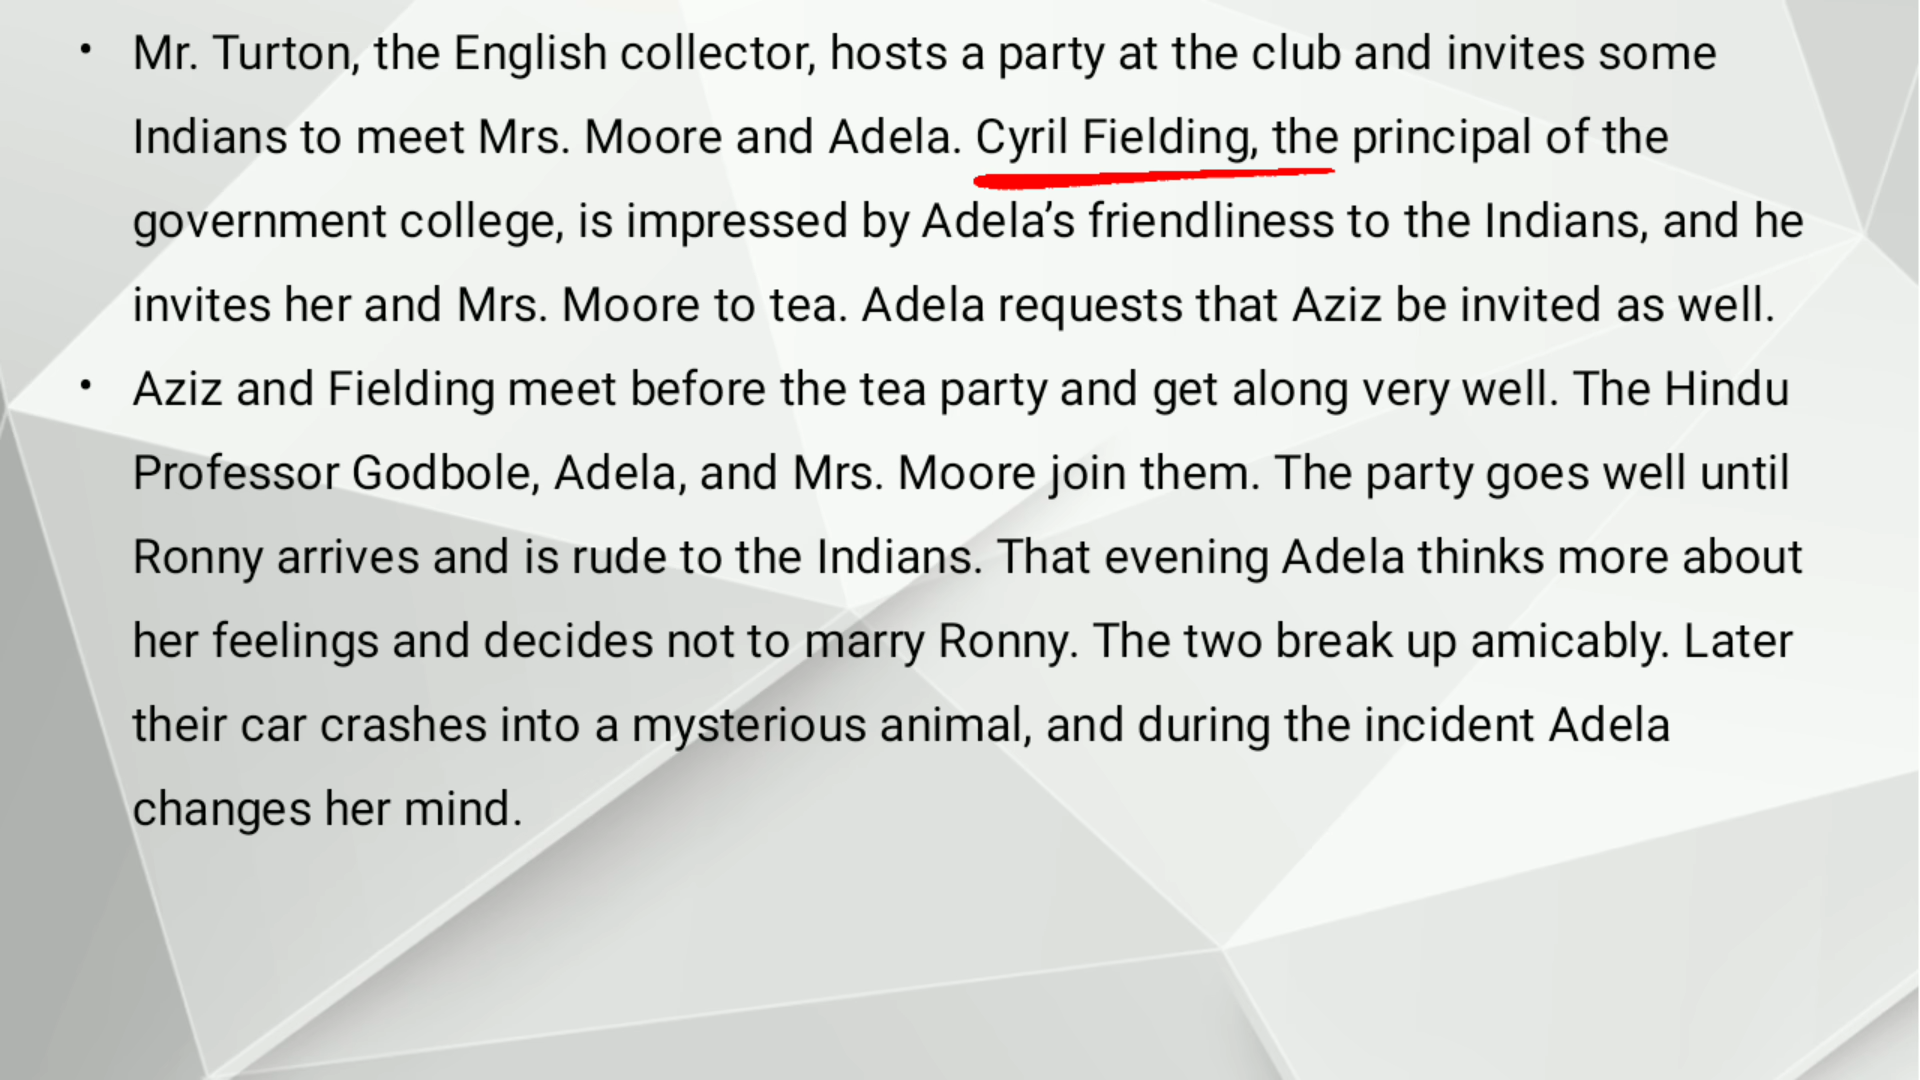 • Mr. Turton, the English collector, hosts a party at the club and invites some
Indians to meet Mrs. Moore and Adela. Cyril Fielding, the principal of the
government college, is impressed by Adela’s friendliness to the Indians, and he
invites her and Mrs. Moore to tea. Adela requests that Aziz be invited as well.
• Aziz and Fielding meet before the tea party and get along very well. The Hindu
Professor Godbole, Adela, and Mrs. Moore join them. The party goes well until
Ronny arrives and is rude to the Indians. That evening Adela thinks more about
her feelings and decides not to marry Ronny. The two break up amicably. Later
their car crashes into a mysterious animal, and during the incident Adela
changes her mind.